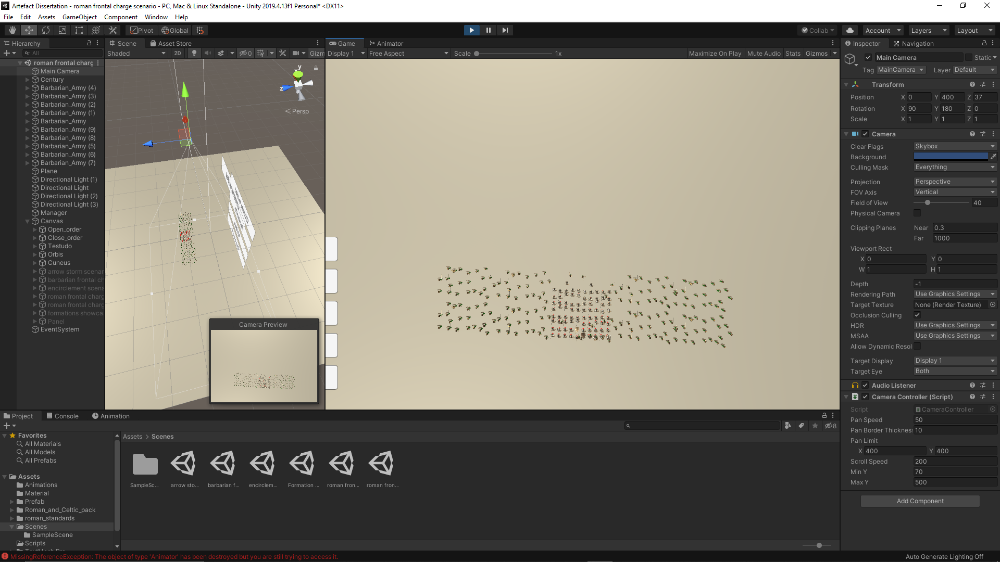 Artefact Dissertation - roman frontal charge scenario - PC, Mac & Linux Standalone - Unity 2019.4.13f1 Personal* <DX11>
File Edit Assets GameObject Component Window Help
Pivot Global Collab Account Layers Layout
Hierarchy
All
roman frontal charg
Main Camera
Century
Barbarian_Army (4)
Barbarian_Army (3)
Barbarian_Army (2)
Barbarian_Army (1)
Barbarian_Army
Barbarian_Army (9)
Barbarian_Army (8)
Barbarian_Army (5)
Barbarian_Army (6)
Barbarian_Army (7)
Plane
Directional Light (1)
Directional Light
Directional Light (2)
Directional Light (3)
Manager
Canvas
Open_order
Close_order
Testudo
Orbis
Cuneus
arrow storm scenar
barbarian frontal ch
encirclement scena
roman frontal charg
roman frontal charg
formations showca
Panel
EventSystem
Scene Asset Store
Shaded 2D 0 Gizm
y
x
z
Persp
Camera Preview
Game Animator
Display 1 Free Aspect Scale 1x Maximize On Play Mute Audio Stats Gizmos
Inspector Navigation
Main Camera Static
Tag MainCamera Layer Default
Transform
Position X 0 Y 400 Z 37
Rotation X 90 Y 180 Z 0
Scale X 1 Y 1 Z 1
Camera
Clear Flags Skybox
Background
Culling Mask Everything
Projection Perspective
FOV Axis Vertical
Field of View 40
Physical Camera
Clipping Planes Near 0.3
Far 1000
Viewport Rect
X 0 Y 0
W 1 H 1
Depth -1
Rendering Path Use Graphics Settings
Target Texture None (Render Texture)
Occlusion Culling
HDR Use Graphics Settings
MSAA Use Graphics Settings
Allow Dynamic Resol
Target Display Display 1
Target Eye Both
Audio Listener
Camera Controller (Script)
Script CameraController
Pan Speed 50
Pan Border Thicknes: 10
Pan Limit
X 400 Y 400
Scroll Speed 200
Min Y 70
Max Y 500
Add Component
Project Console Animation
8
Favorites
All Materials
All Models
All Prefabs
Assets
Animations
Material
Prefab
Roman_and_Celtic_pack
roman_standards
Scenes
SampleScene
Scripts
Assets > Scenes
SampleSc... arrow sto... barbarian f... encirclem... Formation ... roman fron... roman fron...
MissingReferenceException: The object of type 'Animator' has been destroyed but you are still trying to access it.
Auto Generate Lighting Off